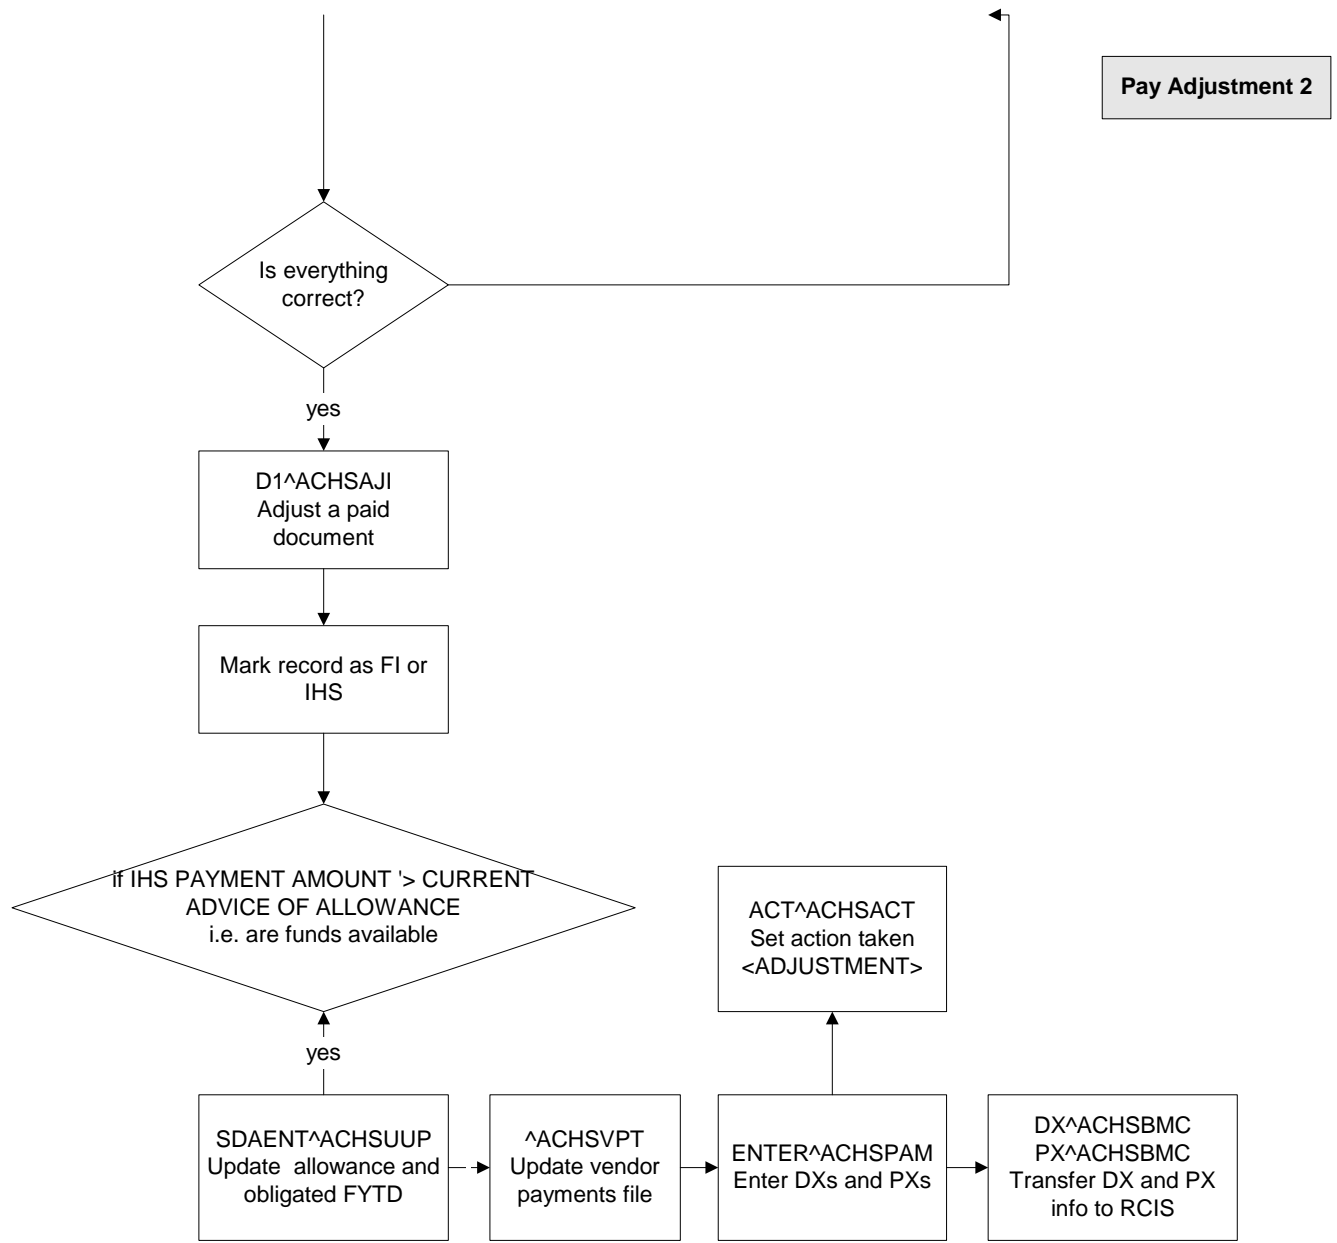 Pay Adjustment 2
Is everything
correct?
yes
D1^ACHSAJI
Adjust a paid
document
Mark record as FI or
IHS
if IHS PAYMENT AMOUNT '> CURRENT
ADVICE OF ALLOWANCE
i.e. are funds available
ACT^ACHSACT
Set action taken
<ADJUSTMENT>
yes
SDAENT^ACHSUUP
Update allowance and
obligated FYTD
^ACHSVPT
Update vendor
payments file
ENTER^ACHSPAM
Enter DXs and PXs
DX^ACHSBMC
PX^ACHSBMC
Transfer DX and PX
info to RCIS